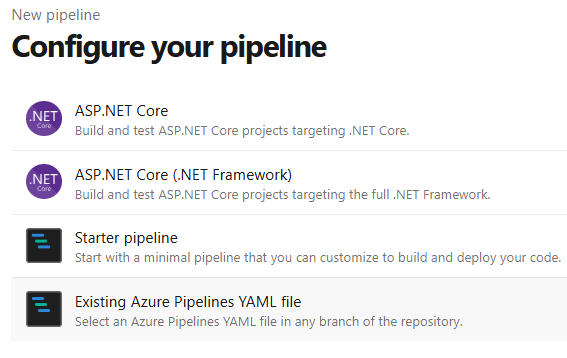 New pipeline
Configure your pipeline
.NET
Core
ASP.NET Core
Build and test ASP.NET Core projects targeting .NET Core.
.NET
Core
ASP.NET Core (.NET Framework)
Build and test ASP.NET Core projects targeting the full .NET Framework.
Starter pipeline
Start with a minimal pipeline that you can customize to build and deploy your code.
Existing Azure Pipelines YAML file
Select an Azure Pipelines YAML file in any branch of the repository.